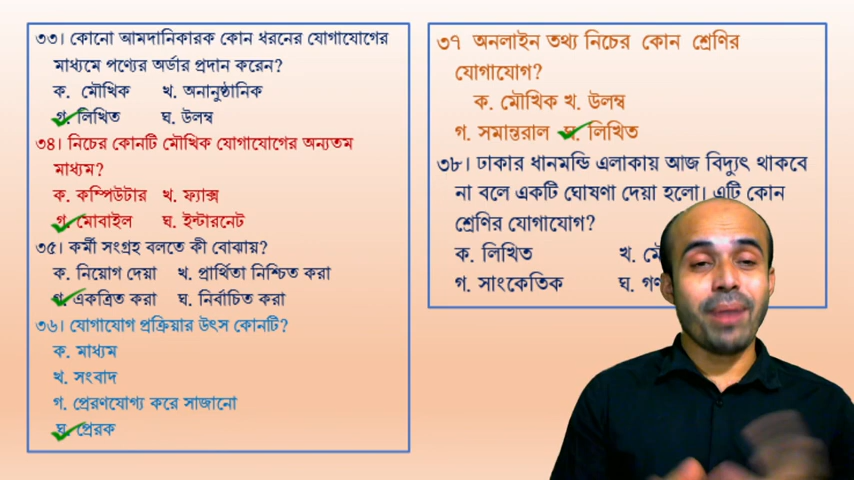 ৩৩। কোনো আমদানিকারক কোন ধরনের যোগাযোগের
মাধ্যমে পণ্যের অর্ডার প্রদান করেন?
ক. মৌখিক খ. অনানুষ্ঠানিক
গ. লিখিত ঘ. উলম্ব
৩৪। নিচের কোনটি মৌখিক যোগাযোগের অন্যতম
মাধ্যম?
ক. কম্পিউটার খ. ফ্যাক্স
গ. মোবাইল ঘ. ইন্টারনেট
৩৫। কর্মী সংগ্রহ বলতে কী বোঝায়?
ক. নিয়োগ দেয়া খ. প্রার্থিতা নিশ্চিত করা
গ. একত্রিত করা ঘ. নির্বাচিত করা
৩৬। যোগাযোগ প্রক্রিয়ার উৎস কোনটি?
ক. মাধ্যম
খ. সংবাদ
গ. প্রেরণযোগ্য করে সাজানো
ঘ. প্রেরক
৩৭ অনলাইন তথ্য নিচের কোন শ্রেণির
যোগাযোগ?
ক. মৌখিক খ. উলম্ব
গ. সমান্তরাল ঘ. লিখিত
৩৮। ঢাকার ধানমন্ডি এলাকায় আজ বিদ্যুৎ থাকবে
না বলে একটি ঘোষণা দেয়া হলো। এটি কোন
শ্রেণির যোগাযোগ?
ক. লিখিত খ.
গ. সাংকেতিক ঘ.